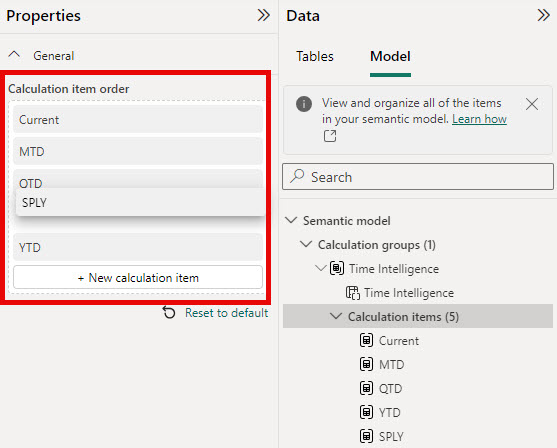 Properties
General
Calculation item order
Current
MTD
QTD
SPLY
YTD
+ New calculation item
Reset to default
Data
Tables
Model
View and organize all of the items
in your semantic model. Learn how
Search
Semantic model
Calculation groups (1)
Time Intelligence
Time Intelligence
Calculation items (5)
Current
MTD
QTD
YTD
SPLY